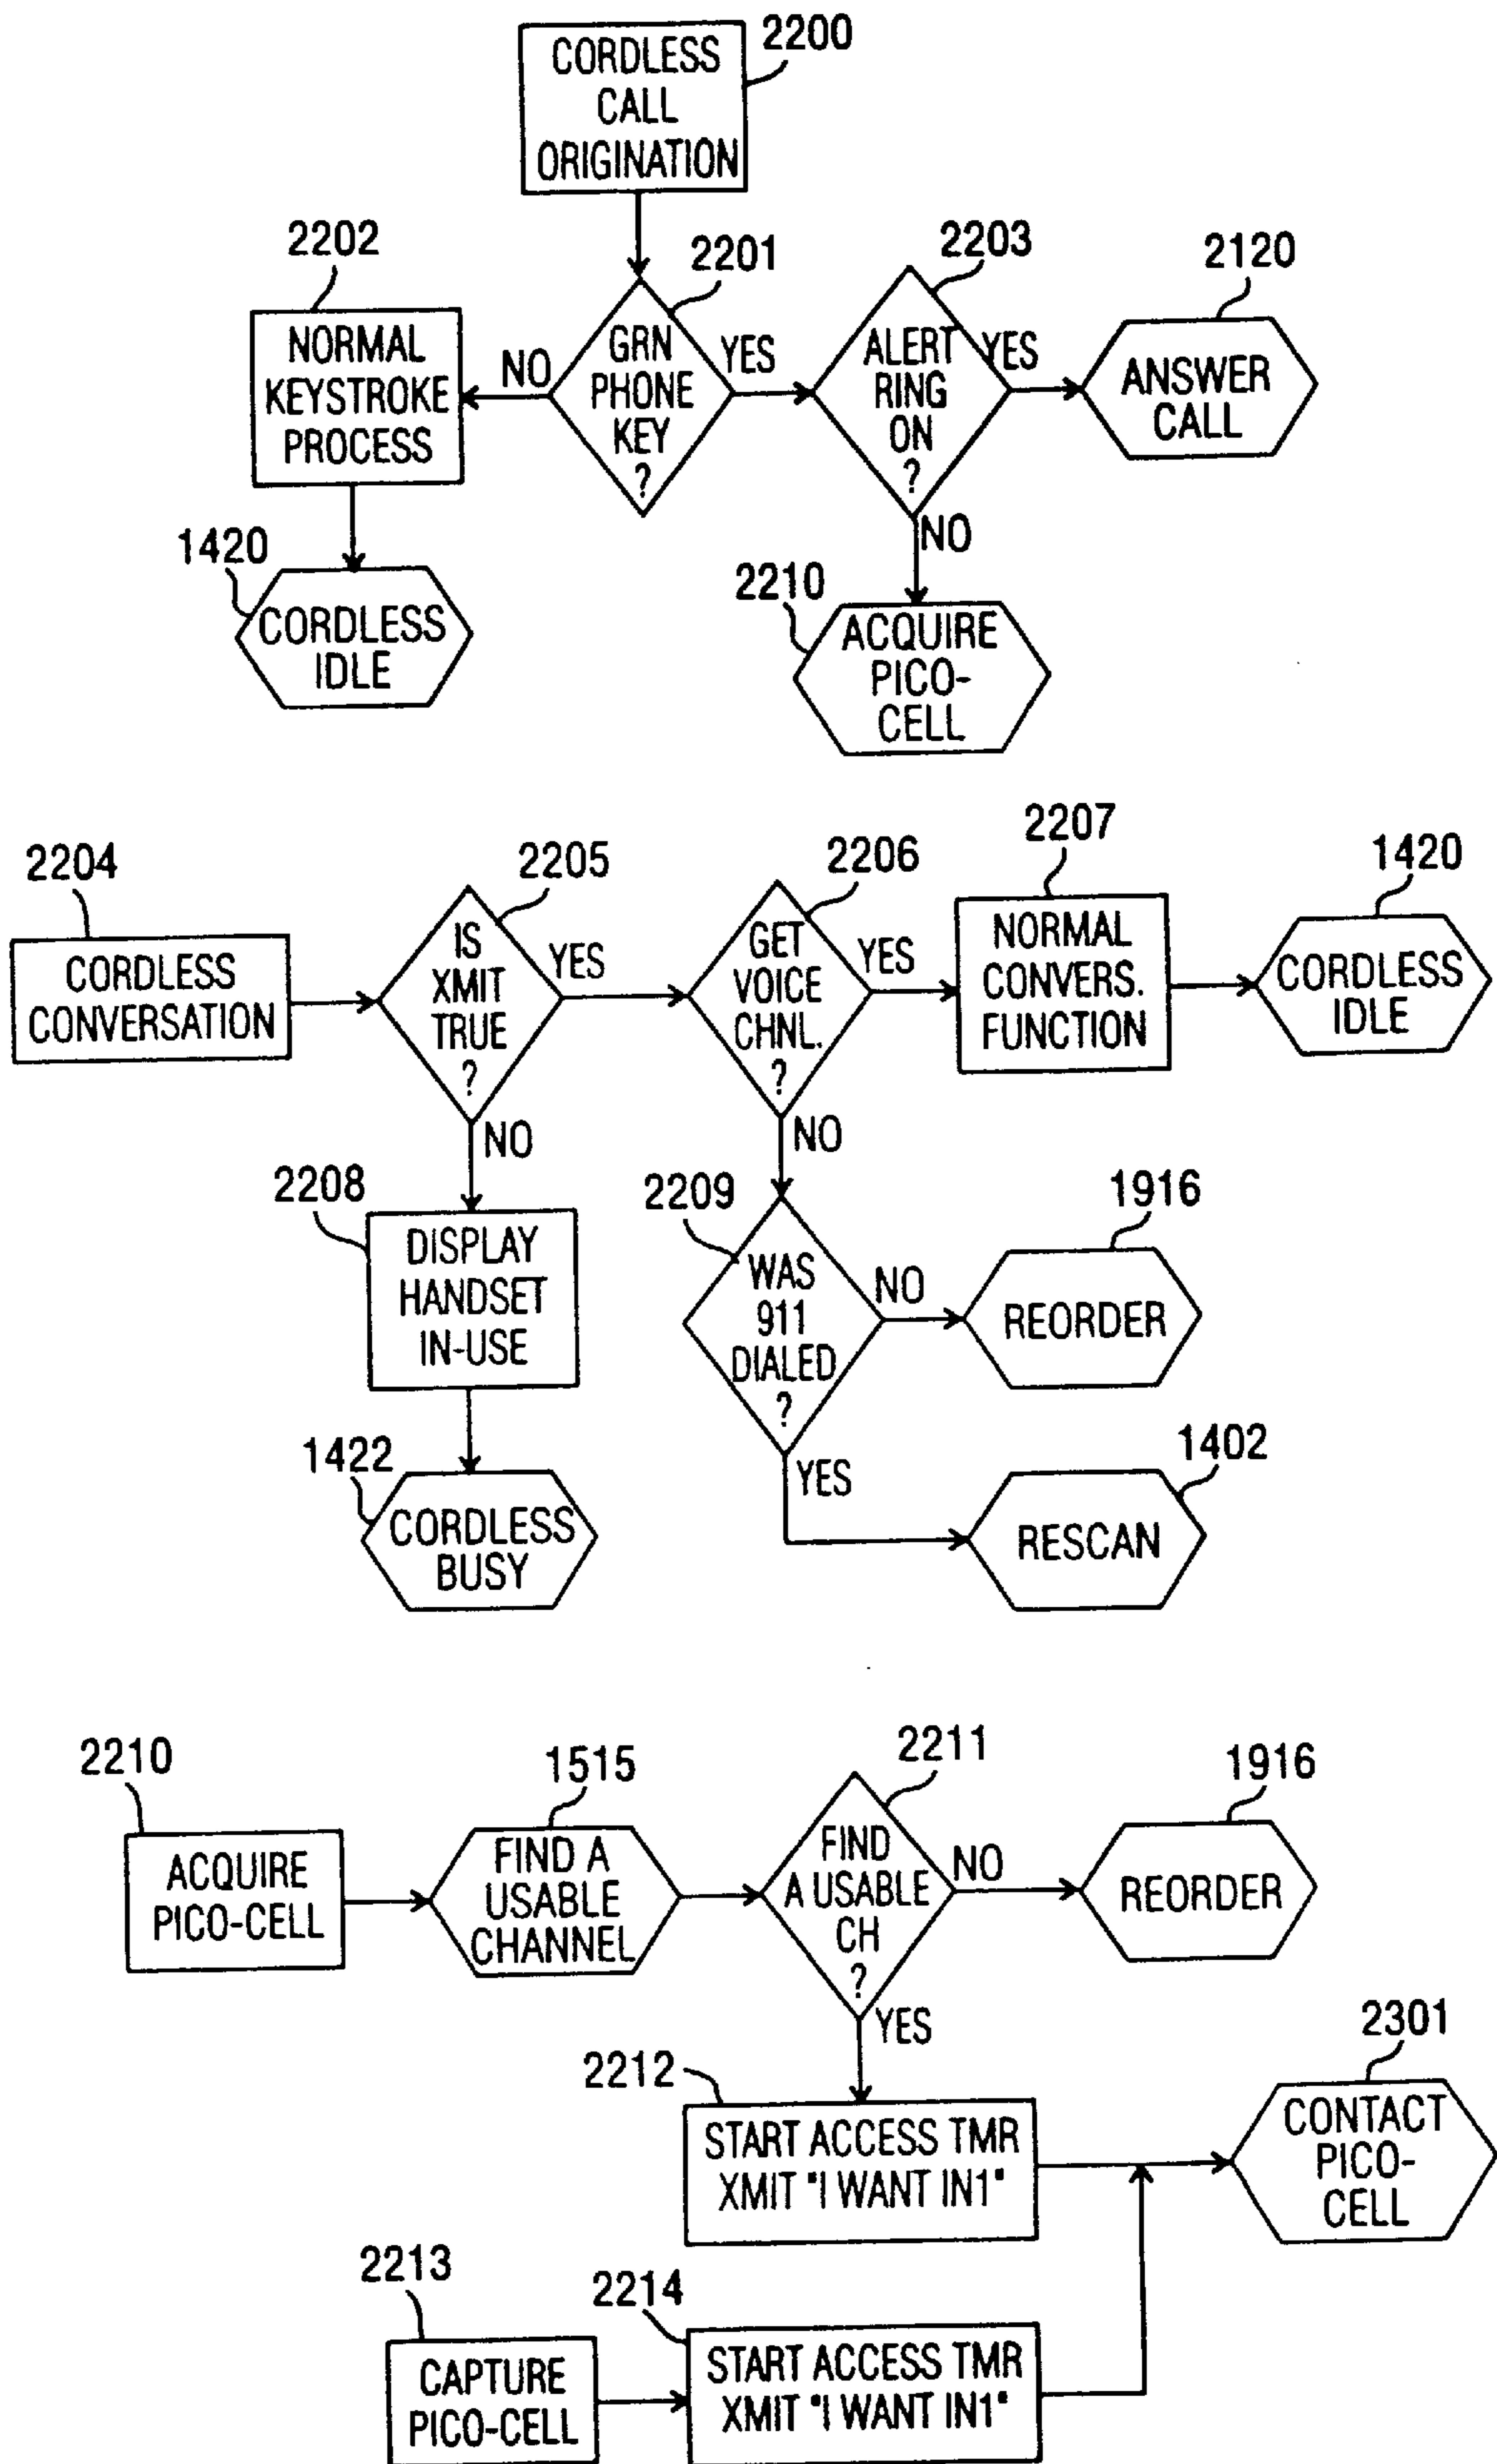 2200
CORDLESS
CALL
ORIGINATION
2202
2201
2203
2120
NORMAL
KEYSTROKE
PROCESS
NO
GRN
PHONE
KEY
?
YES
ALERT
RING
ON
?
YES
ANSWER
CALL
NO
1420
CORDLESS
IDLE
2210
ACQUIRE
PICO-
CELL
2204
2205
2206
2207
1420
CORDLESS
CONVERSATION
IS
XMIT
TRUE
?
YES
GET
VOICE
CHNL.
?
YES
NORMAL
CONVERS.
FUNCTION
CORDLESS
IDLE
NO
NO
2208
DISPLAY
HANDSET
IN-USE
2209
WAS
911
DIALED
?
NO
1916
REORDER
YES
1422
CORDLESS
BUSY
1402
RESCAN
2210
1515
2211
1916
ACQUIRE
PICO-CELL
FIND A
USABLE
CHANNEL
FIND
A USABLE
CH
?
NO
REORDER
YES
2212
START ACCESS TMR
XMIT "I WANT IN1"
2301
CONTACT
PICO-
CELL
2213
CAPTURE
PICO-CELL
2214
START ACCESS TMR
XMIT "I WANT IN1"